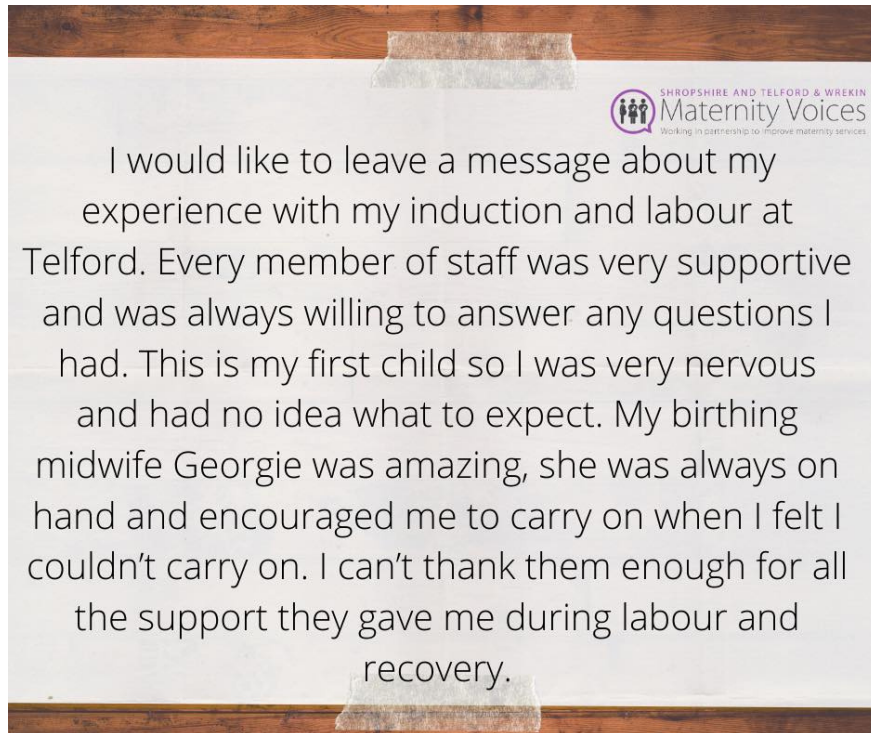 SHROPSHIRE AND TELFORD & WREKIN
Maternity Voices
Working in partnership to improve maternity services
I would like to leave a message about my
experience with my induction and labour at
Telford. Every member of staff was very supportive
and was always willing to answer any questions I
had. This is my first child so I was very nervous
and had no idea what to expect. My birthing
midwife Georgie was amazing, she was always on
hand and encouraged me to carry on when I felt I
couldn’t carry on. I can’t thank them enough for all
the support they gave me during labour and
recovery.